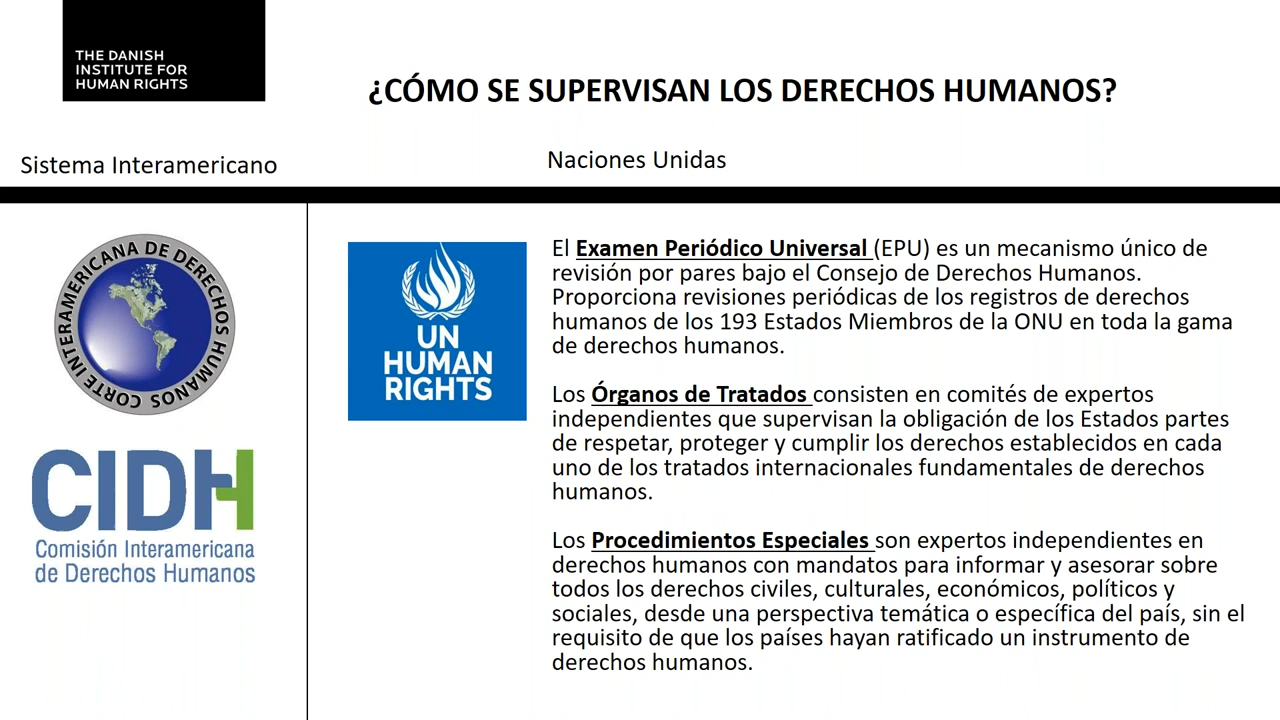 THE DANISH
INSTITUTE FOR
HUMAN RIGHTS
¿CÓMO SE SUPERVISAN LOS DERECHOS HUMANOS?
Sistema Interamericano
Naciones Unidas
CORTE INTERAMERICANA DE DERECHOS HUMANOS
CIDH
Comisión Interamericana
de Derechos Humanos
UN
HUMAN
RIGHTS
El Examen Periódico Universal (EPU) es un mecanismo único de
revisión por pares bajo el Consejo de Derechos Humanos.
Proporciona revisiones periódicas de los registros de derechos
humanos de los 193 Estados Miembros de la ONU en toda la gama
de derechos humanos.
Los Órganos de Tratados consisten en comités de expertos
independientes que supervisan la obligación de los Estados partes
de respetar, proteger y cumplir los derechos establecidos en cada
uno de los tratados internacionales fundamentales de derechos
humanos.
Los Procedimientos Especiales son expertos independientes en
derechos humanos con mandatos para informar y asesorar sobre
todos los derechos civiles, culturales, económicos, políticos y
sociales, desde una perspectiva temática o específica del país, sin el
requisito de que los países hayan ratificado un instrumento de
derechos humanos.